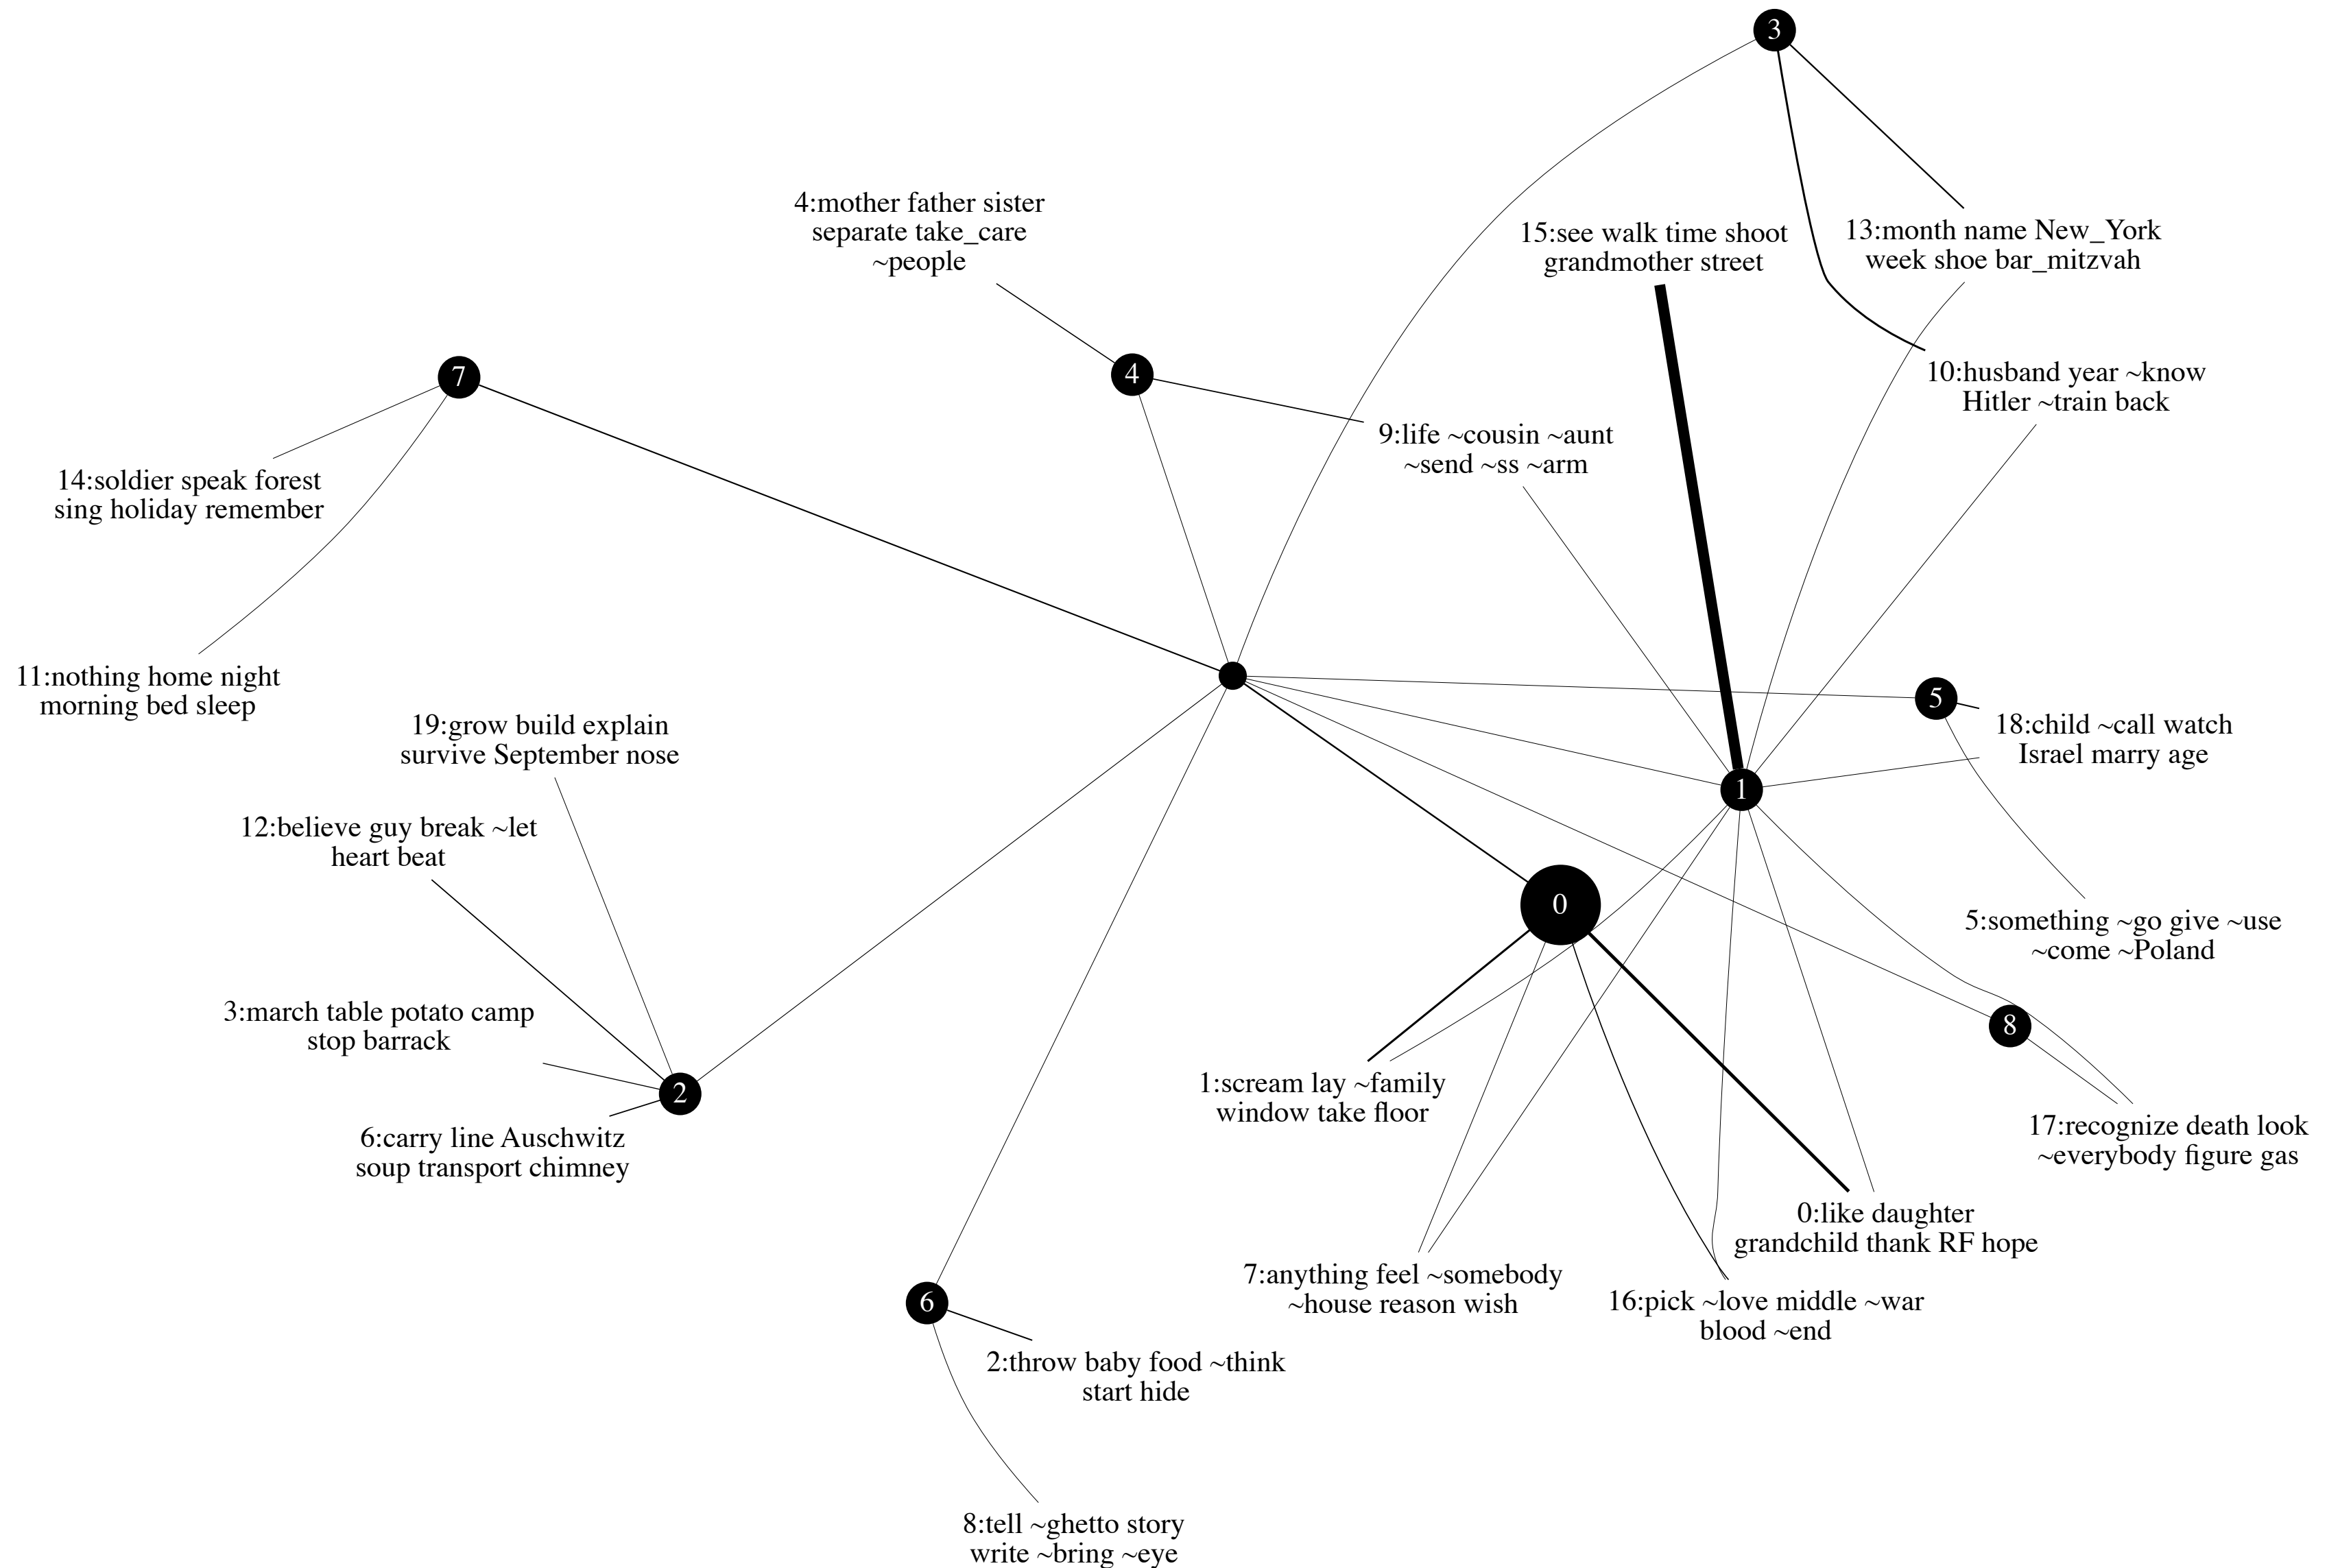 3
4:mother father sister
separate take_care
~people
15:see walk time shoot
grandmother street
13:month name New_York
week shoe bar_mitzvah
7
4
10:husband year ~know
Hitler ~train back
9:life ~cousin ~aunt
~send ~ss ~arm
14:soldier speak forest
sing holiday remember
11:nothing home night
morning bed sleep
5
19:grow build explain
survive September nose
18:child ~call watch
Israel marry age
1
12:believe guy break ~let
heart beat
0
5:something ~go give ~use
~come ~Poland
3:march table potato camp
stop barrack
8
2
1:scream lay ~family
window take floor
17:recognize death look
~everybody figure gas
6:carry line Auschwitz
soup transport chimney
0:like daughter
grandchild thank RF hope
7:anything feel ~somebody
~house reason wish
6
16:pick ~love middle ~war
blood ~end
2:throw baby food ~think
start hide
8:tell ~ghetto story
write ~bring ~eye